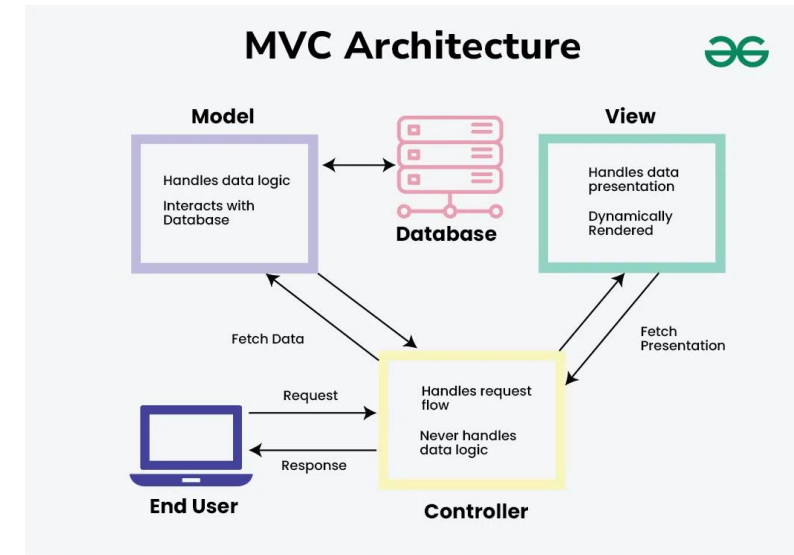 MVC Architecture
Model
Handles data logic
Interacts with
Database
Database
View
Handles data
presentation
Dynamically
Rendered
Fetch Data
Fetch
Presentation
Request
Response
Handles request
flow
Never handles
data logic
End User
Controller